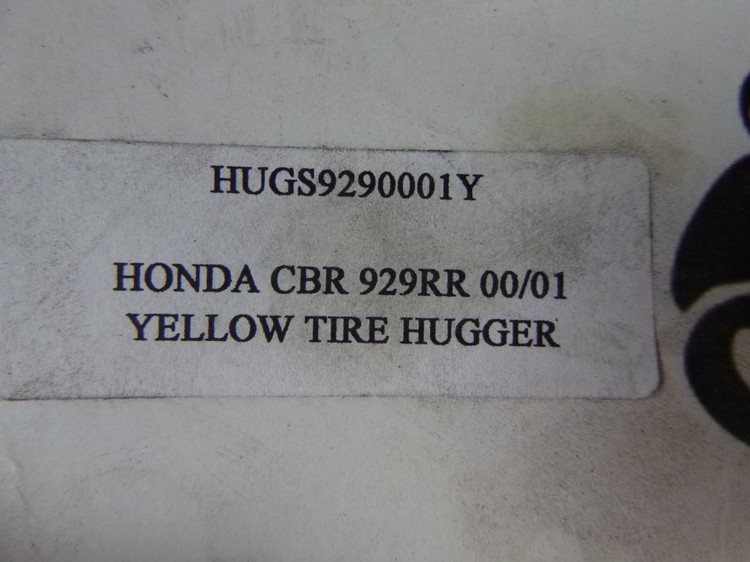 HUGS9290001Y
HONDA CBR 929RR 00/01
YELLOW TIRE HUGGER